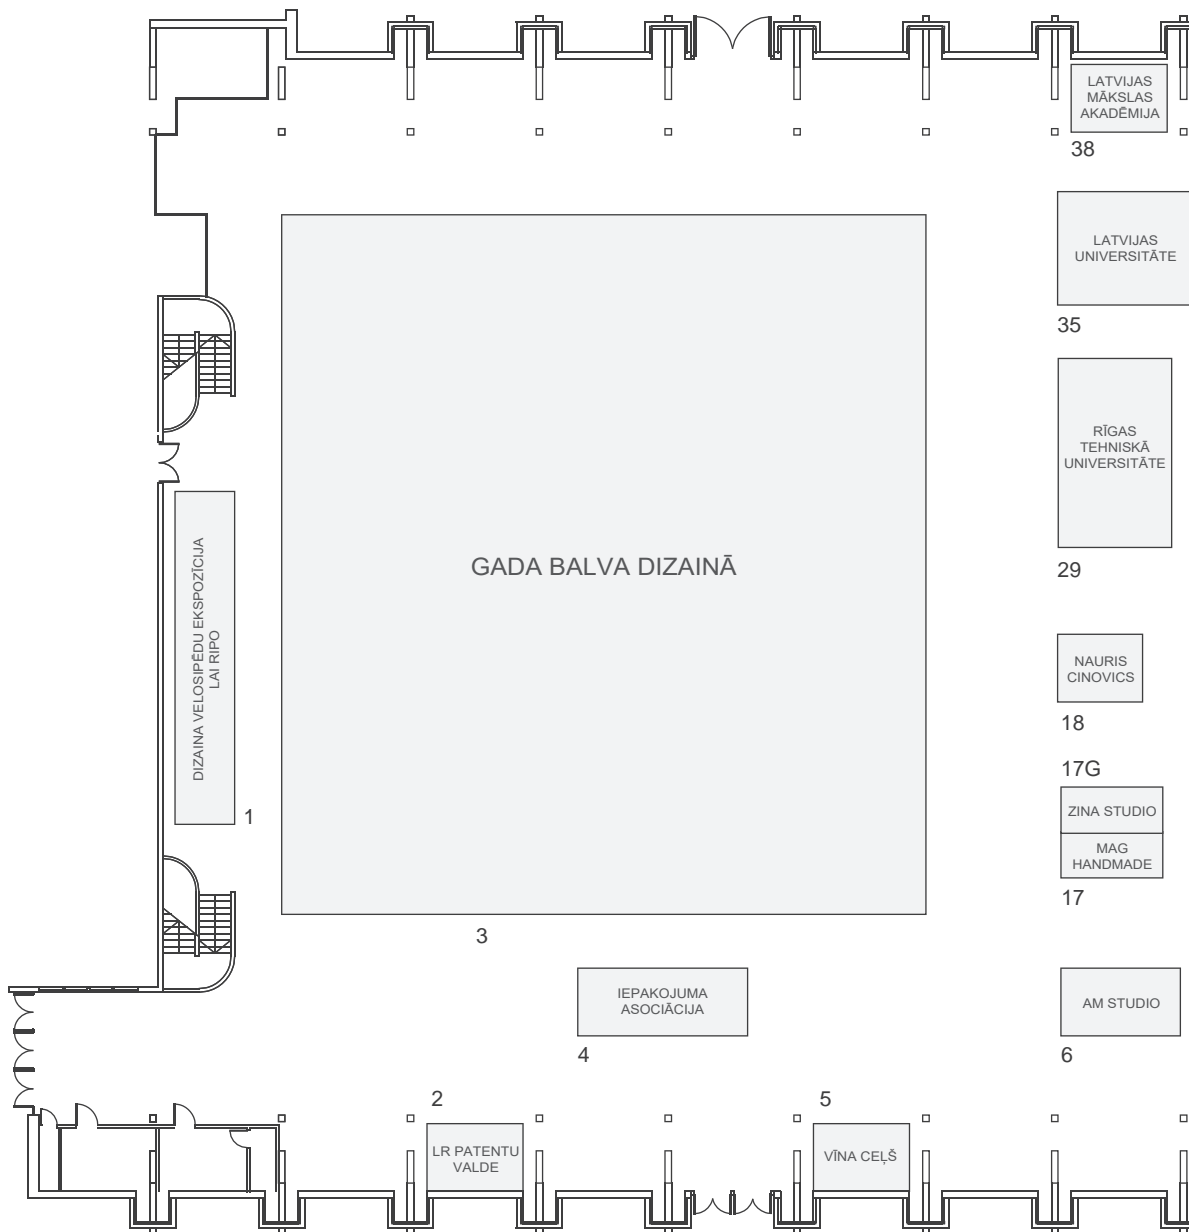 LATVIJAS
MĀKSLAS
AKADĒMIJA
38
LATVIJAS
UNIVERSITĀTE
35
RĪGAS
TEHNISKĀ
UNIVERSITĀTE
29
GADA BALVA DIZAINĀ
3
DIZAINA VELOSIPĒDU EKSPOZĪCIJA
LAI RIPO
1
NAURIS
CINOVICS
18
17G
ZINA STUDIO
MAG
HANDMADE
17
IEPAKOJUMA
ASOCIĀCIJA
4
AM STUDIO
6
2
LR PATENTU
VALDE
5
VĪNA CEĻŠ